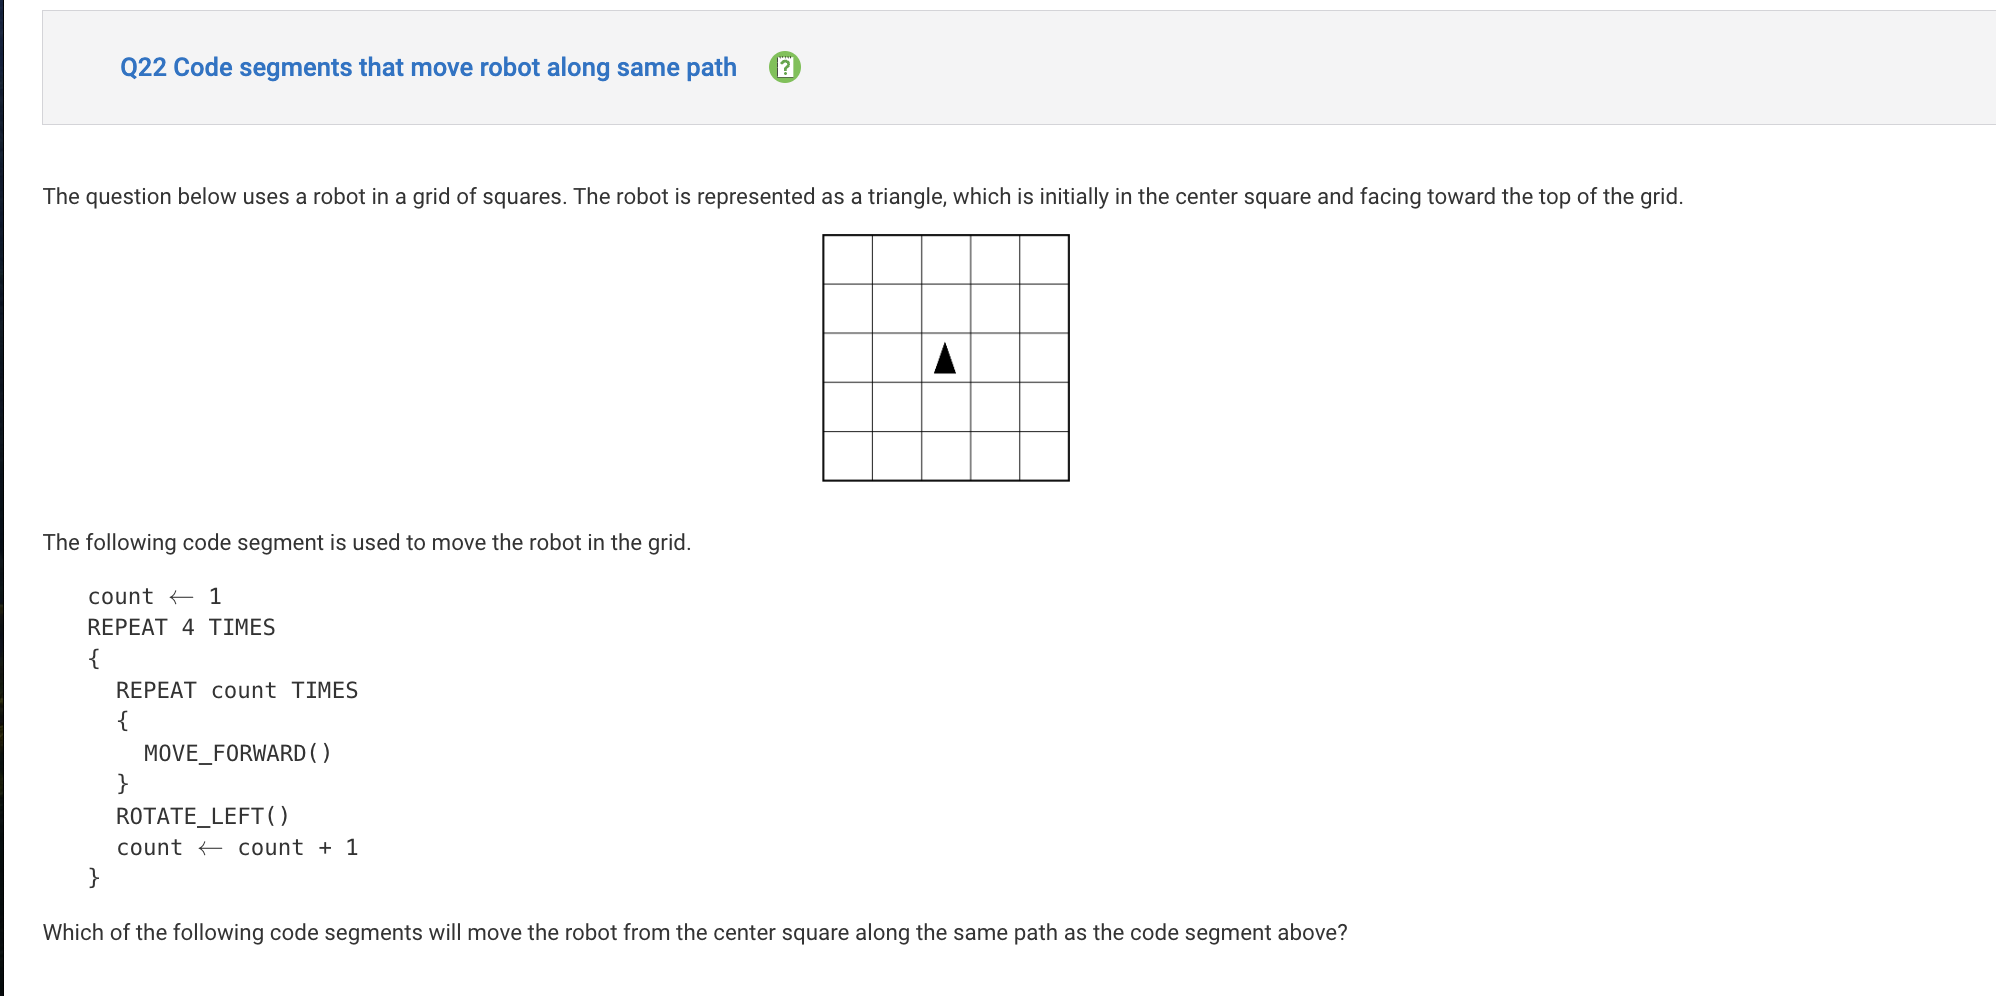 Q22 Code segments that move robot along same path
The question below uses a robot in a grid of squares. The robot is represented as a triangle, which is initially in the center square and facing toward the top of the grid.
The following code segment is used to move the robot in the grid.
count ← 1
REPEAT 4 TIMES
{
REPEAT count TIMES
{
MOVE_FORWARD()
}
ROTATE_LEFT()
count ← count + 1
}
Which of the following code segments will move the robot from the center square along the same path as the code segment above?